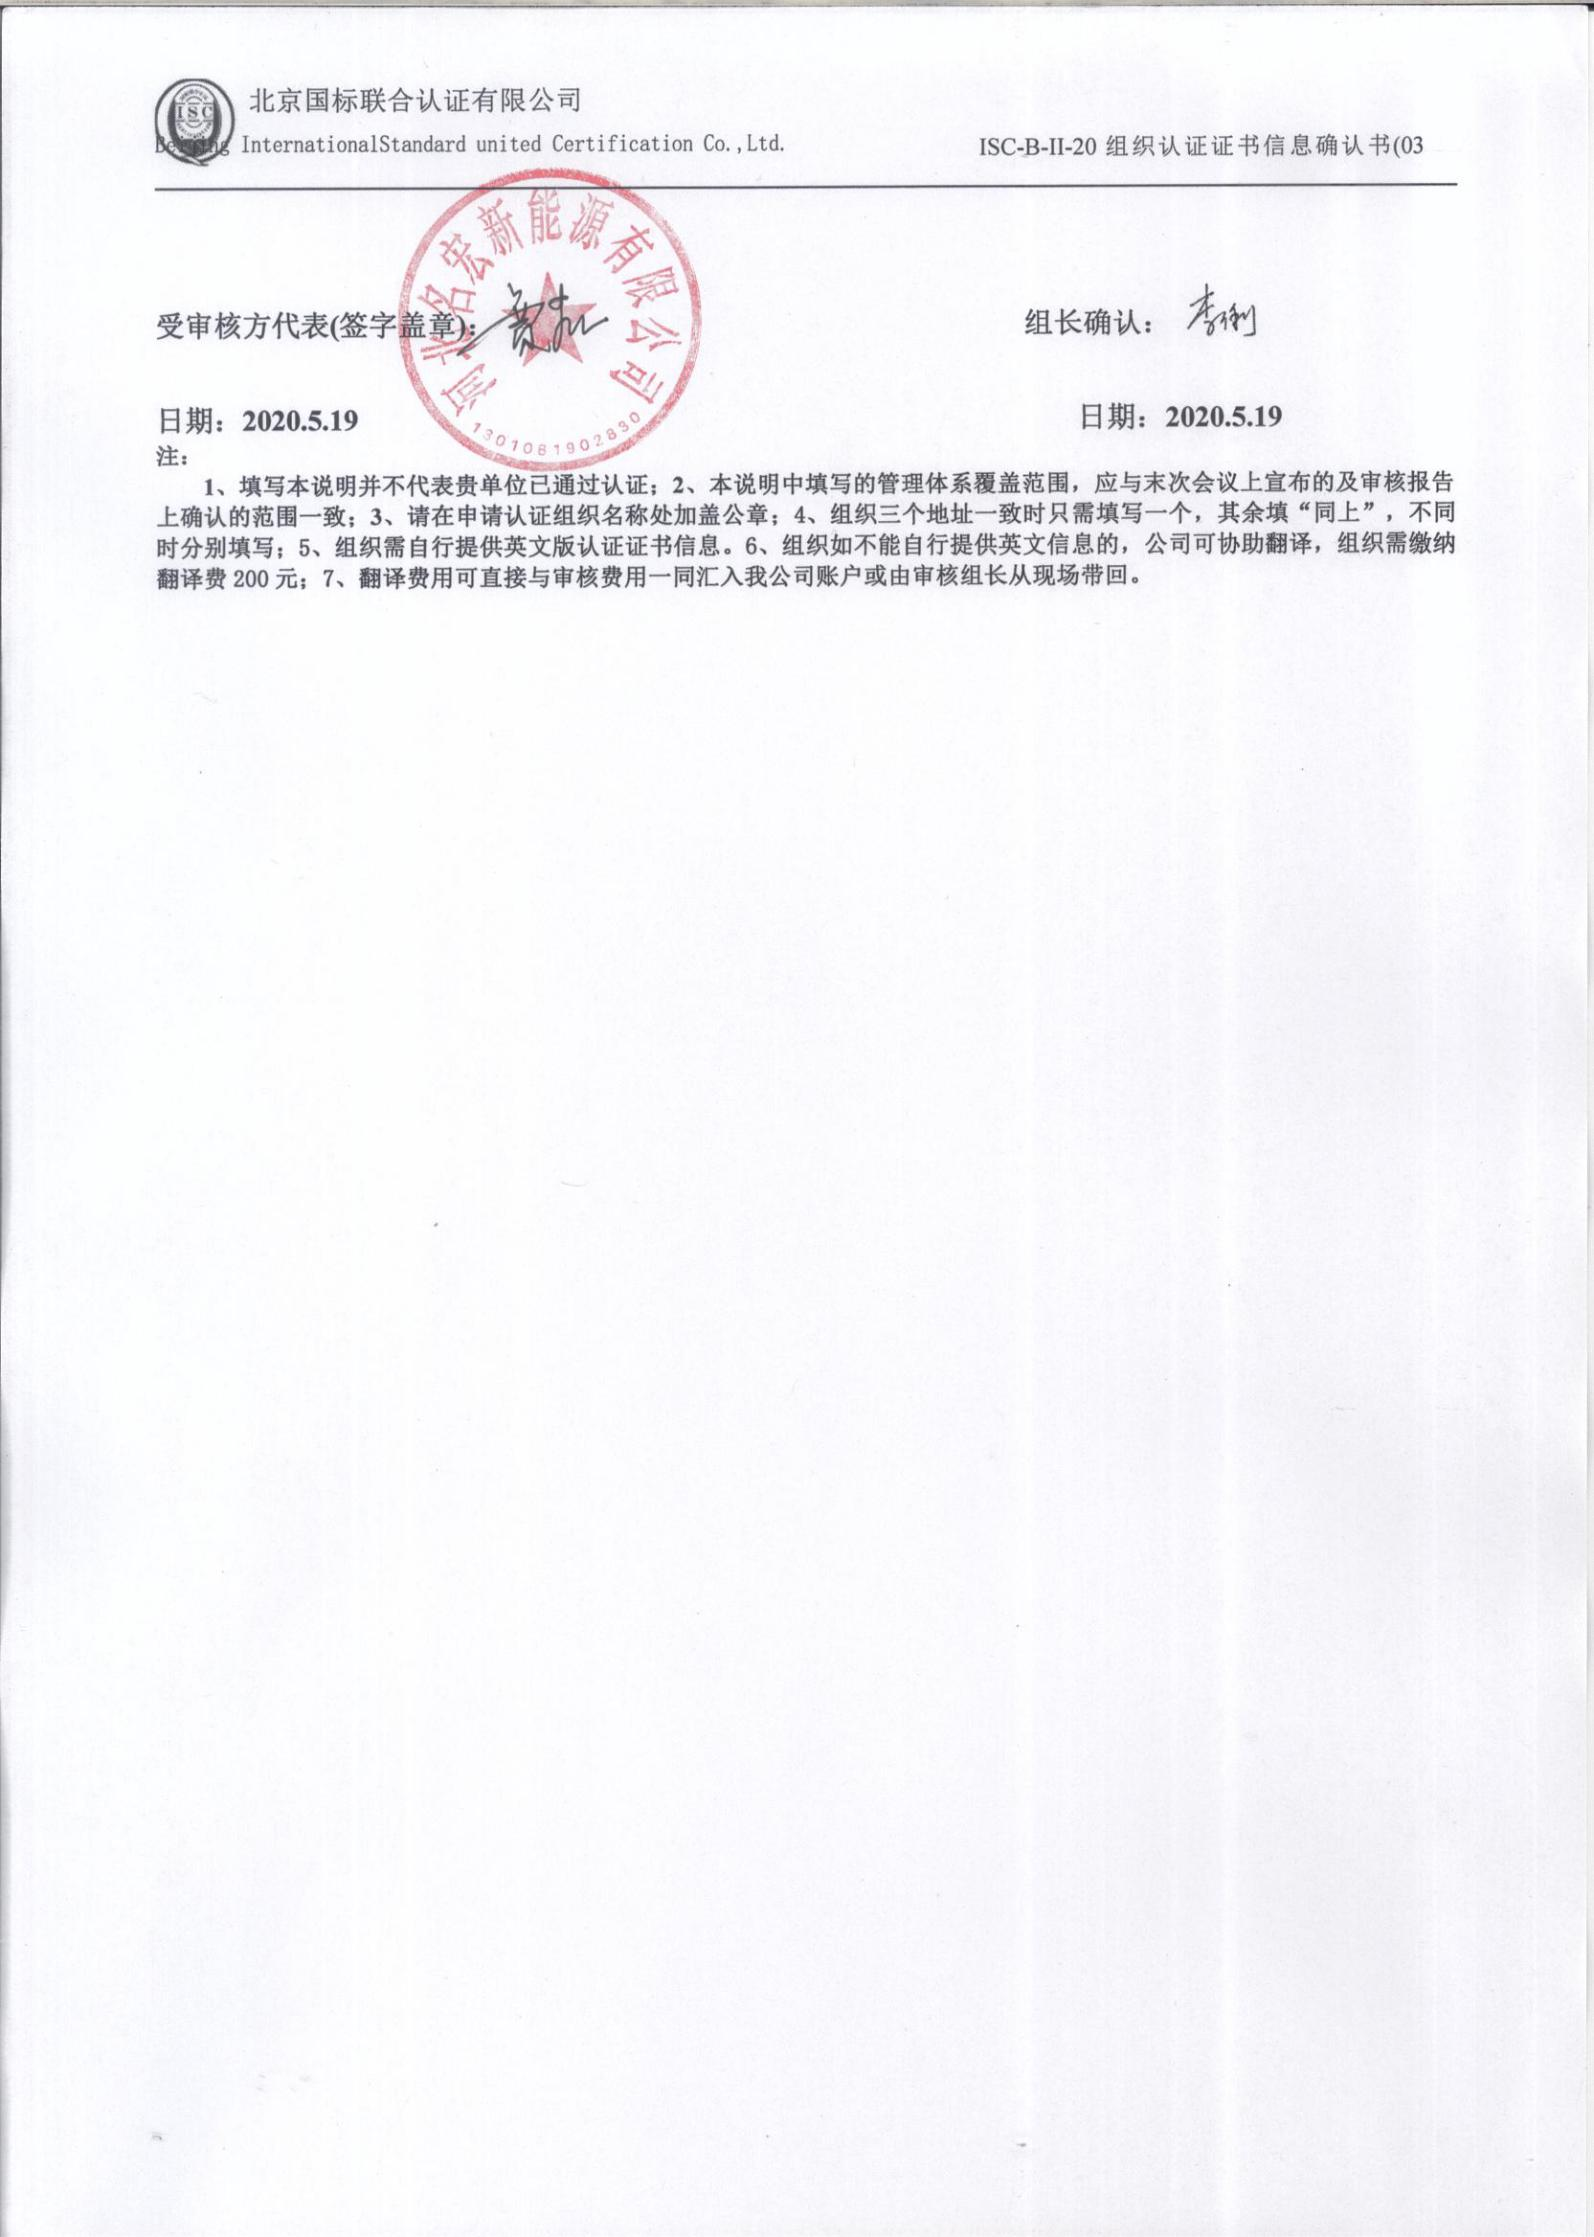 北京国标联合认证有限公司
ISC
Beijing InternationalStandard united Certification Co.,Ltd.
ISC-B-II-20 组织认证证书信息确认书(03
河北名宏新能源有限公司
受审核方代表(签字盖章):
组长确认： 李俐
1301081902830
日期：2020.5.19
日期：2020.5.19
注：
1、填写本说明并不代表贵单位已通过认证；2、本说明中填写的管理体系覆盖范围，应与末次会议上宣布的及审核报告
上确认的范围一致；3、请在申请认证组织名称处加盖公章；4、组织三个地址一致时只需填写一个，其余填“同上”，不同
时分别填写；5、组织需自行提供英文版认证证书信息。6、组织如不能自行提供英文信息的，公司可协助翻译，组织需缴纳
翻译费 200 元；7、翻译费用可直接与审核费用一同汇入我公司账户或由审核组长从现场带回。